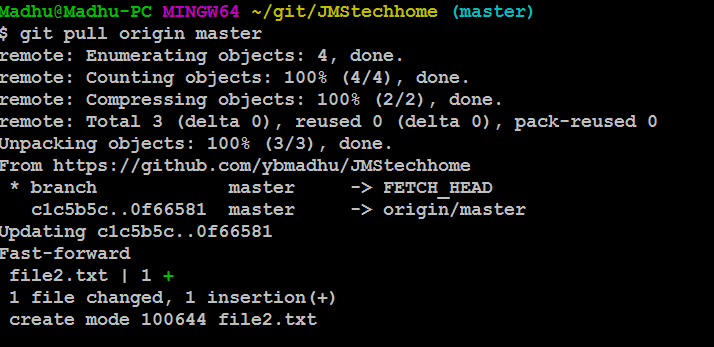 Madhu@Madhu-PC MINGW64 ~/git/JMStechhome (master)
$ git pull origin master
remote: Enumerating objects: 4, done.
remote: Counting objects: 100% (4/4), done.
remote: Compressing objects: 100% (2/2), done.
remote: Total 3 (delta 0), reused 0 (delta 0), pack-reused 0
Unpacking objects: 100% (3/3), done.
From https://github.com/ybmadhu/JMStechhome
 * branch            master     -> FETCH_HEAD
   c1c5b5c..0f66581  master     -> origin/master
Updating c1c5b5c..0f66581
Fast-forward
 file2.txt | 1 +
 1 file changed, 1 insertion(+)
 create mode 100644 file2.txt